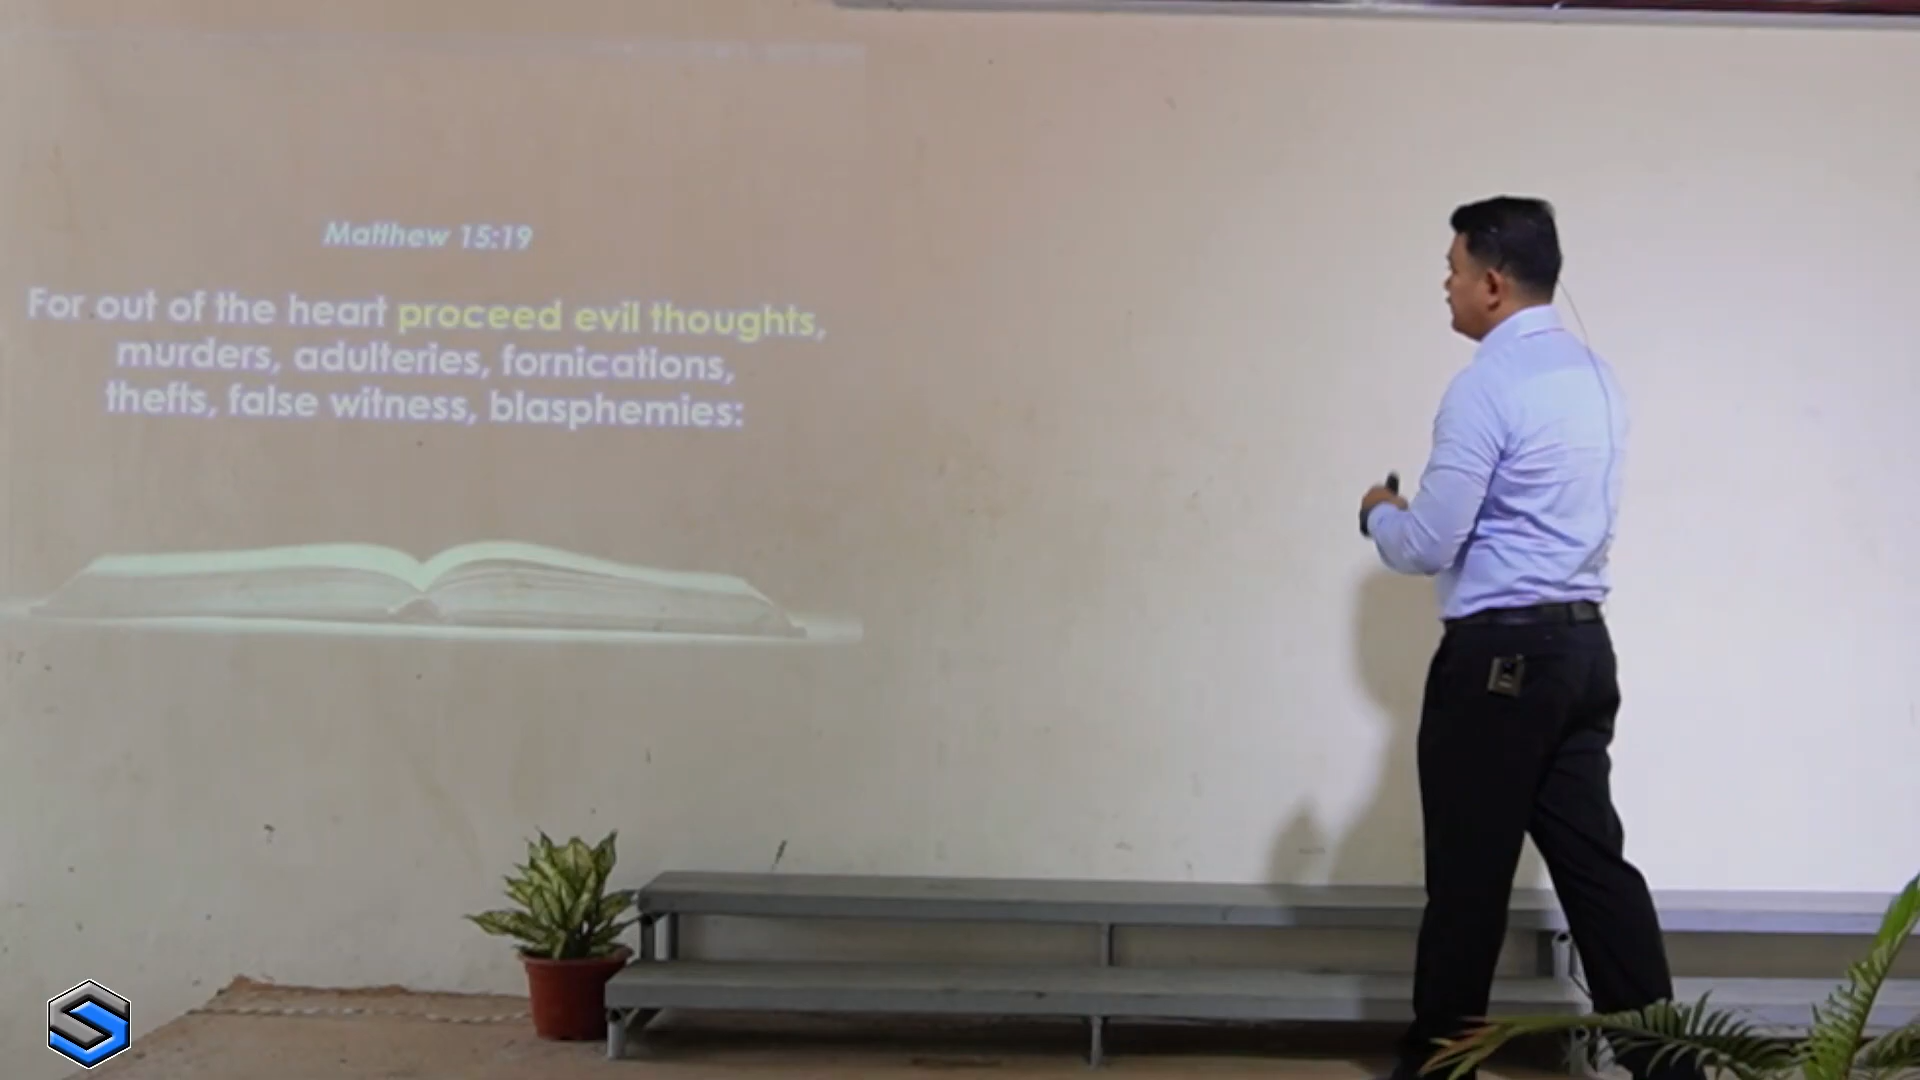 Matthew 15:19
For out of the heart proceed evil thoughts,
murders, adulteries, fornications,
thefts, false witness, blasphemies: